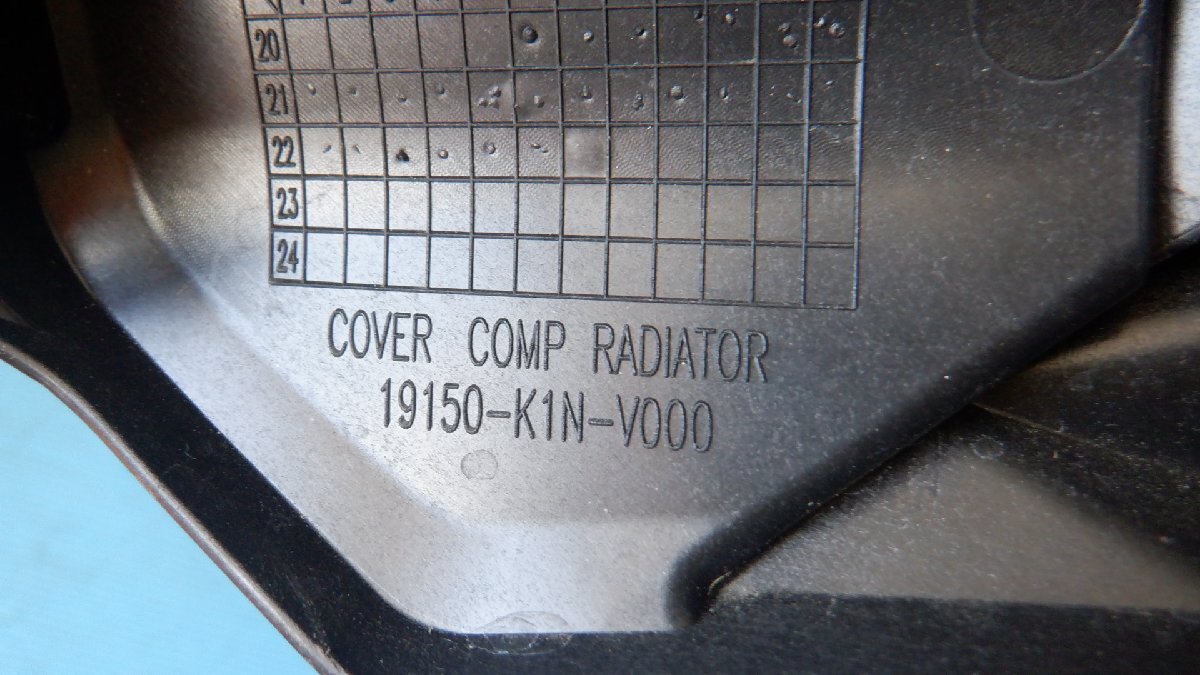 20
21
22
23
24
COVER COMP RADIATOR
19150-K1N-V000